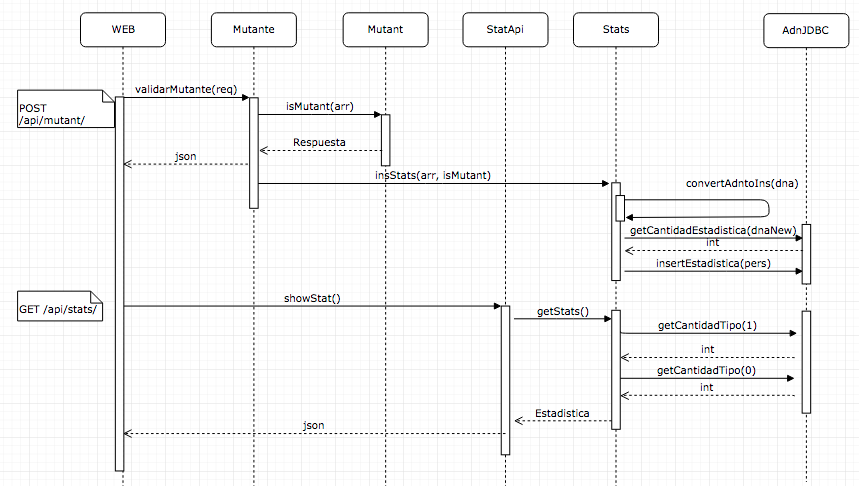 WEB
Mutante
Mutant
StatApi
Stats
AdnJDBC
POST
/api/mutant/
validarMutante(req)
isMutant(arr)
Respuesta
json
insStats(arr, isMutant)
convertAdntoIns(dna)
getCantidadEstadistica(dnaNew)
int
insertEstadistica(pers)
GET /api/stats/
showStat()
getStats()
getCantidadTipo(1)
int
getCantidadTipo(0)
int
Estadistica
json